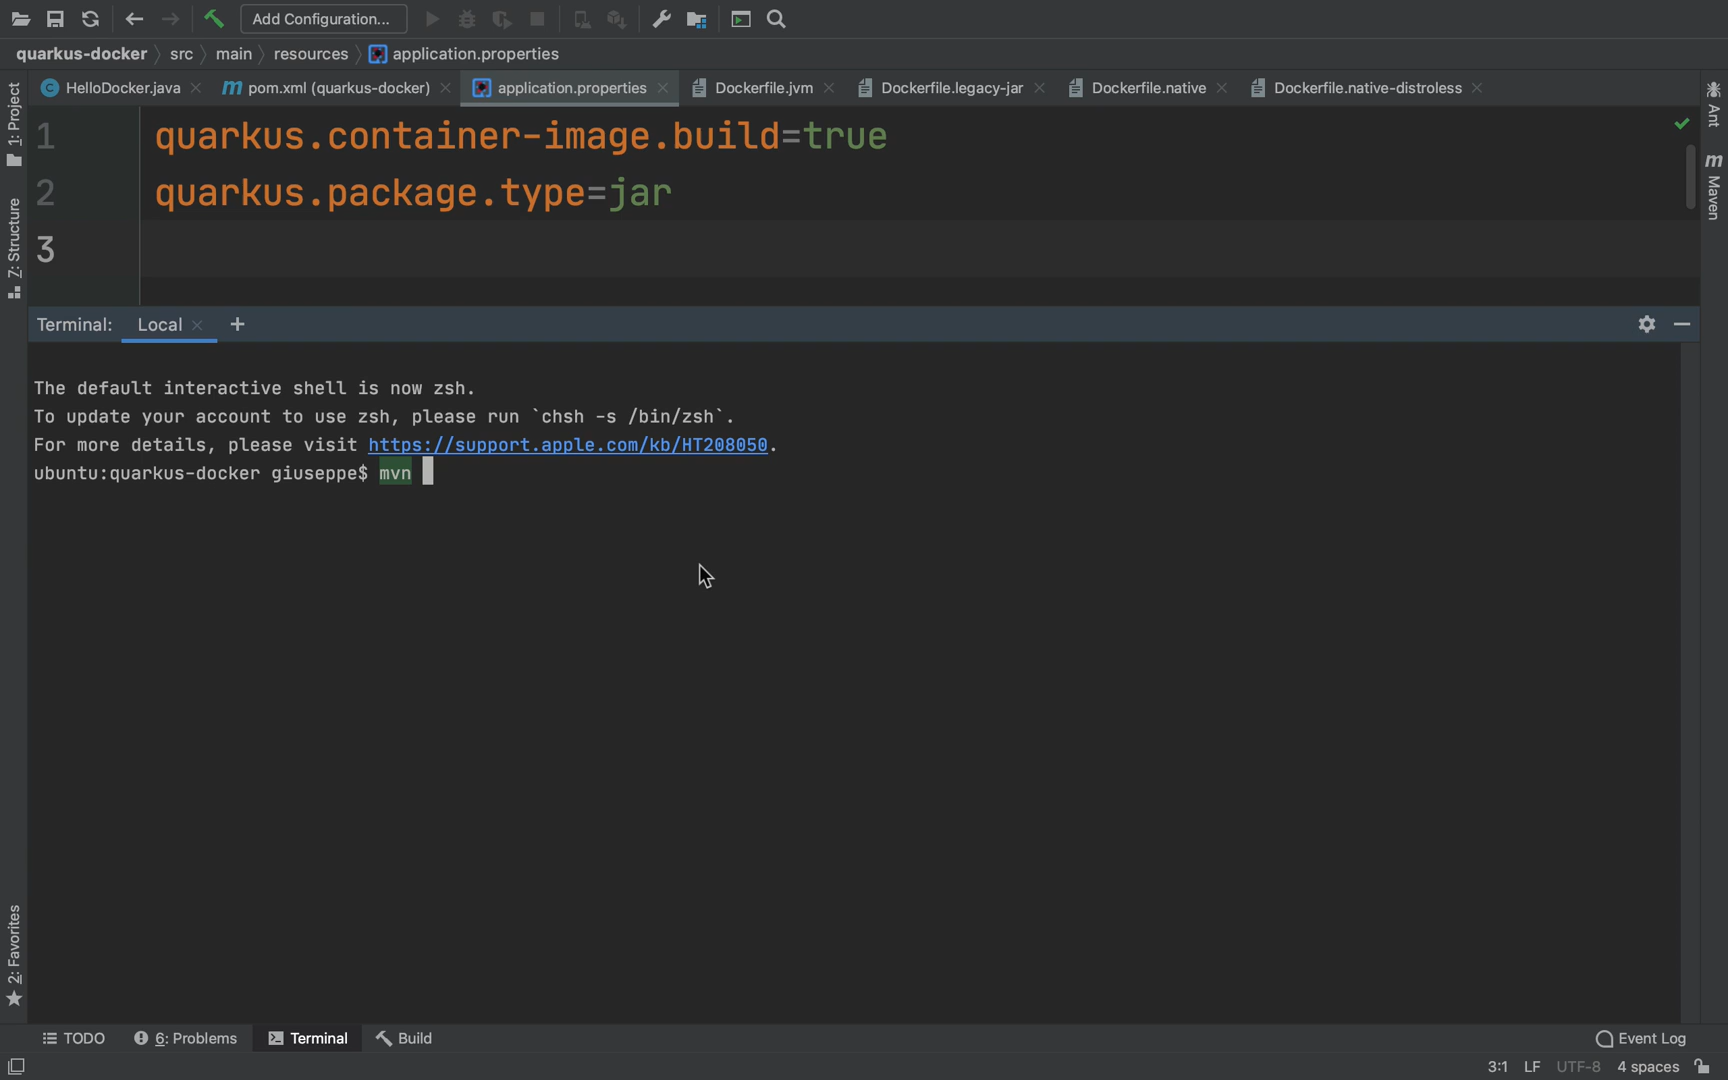 Add Configuration...
quarkus-docker src main resources application.properties
HelloDocker.java m pom.xml (quarkus-docker) application.properties Dockerfile.jvm Dockerfile.legacy-jar Dockerfile.native Dockerfile.native-distroless
1: Project
Z: Structure
2: Favorites
Ant
m Maven
1 quarkus.container-image.build=true
2 quarkus.package.type=jar
3
Terminal: Local +
The default interactive shell is now zsh.
To update your account to use zsh, please run `chsh -s /bin/zsh`.
For more details, please visit https://support.apple.com/kb/HT208050.
ubuntu:quarkus-docker giuseppe$ mvn
TODO 6: Problems Terminal Build Event Log
3:1 LF UTF-8 4 spaces